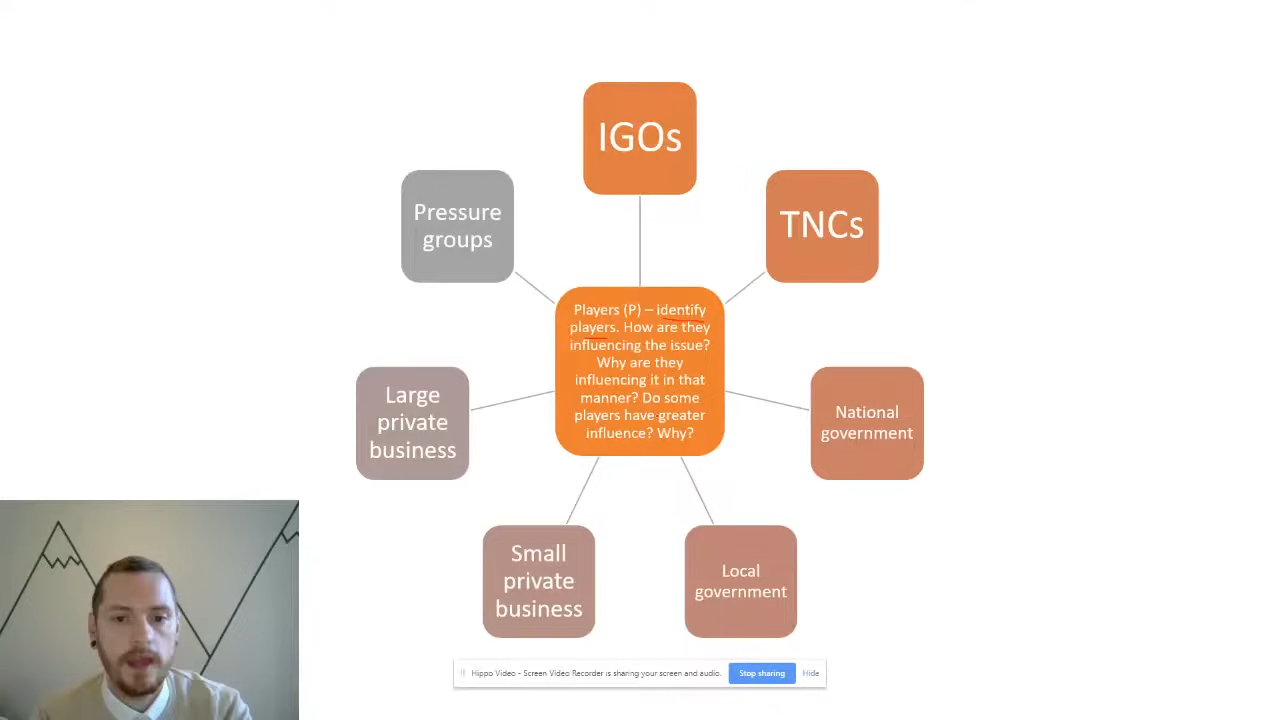 IGOs
Pressure
groups
TNCs
Players (P) – identify
players. How are they
influencing the issue?
Why are they
influencing it in that
manner? Do some
players have greater
influence? Why?
Large
private
business
National
government
Small
private
business
Local
government
Hippo Video - Screen Video Recorder is sharing your screen and audio.
Stop sharing
Hide